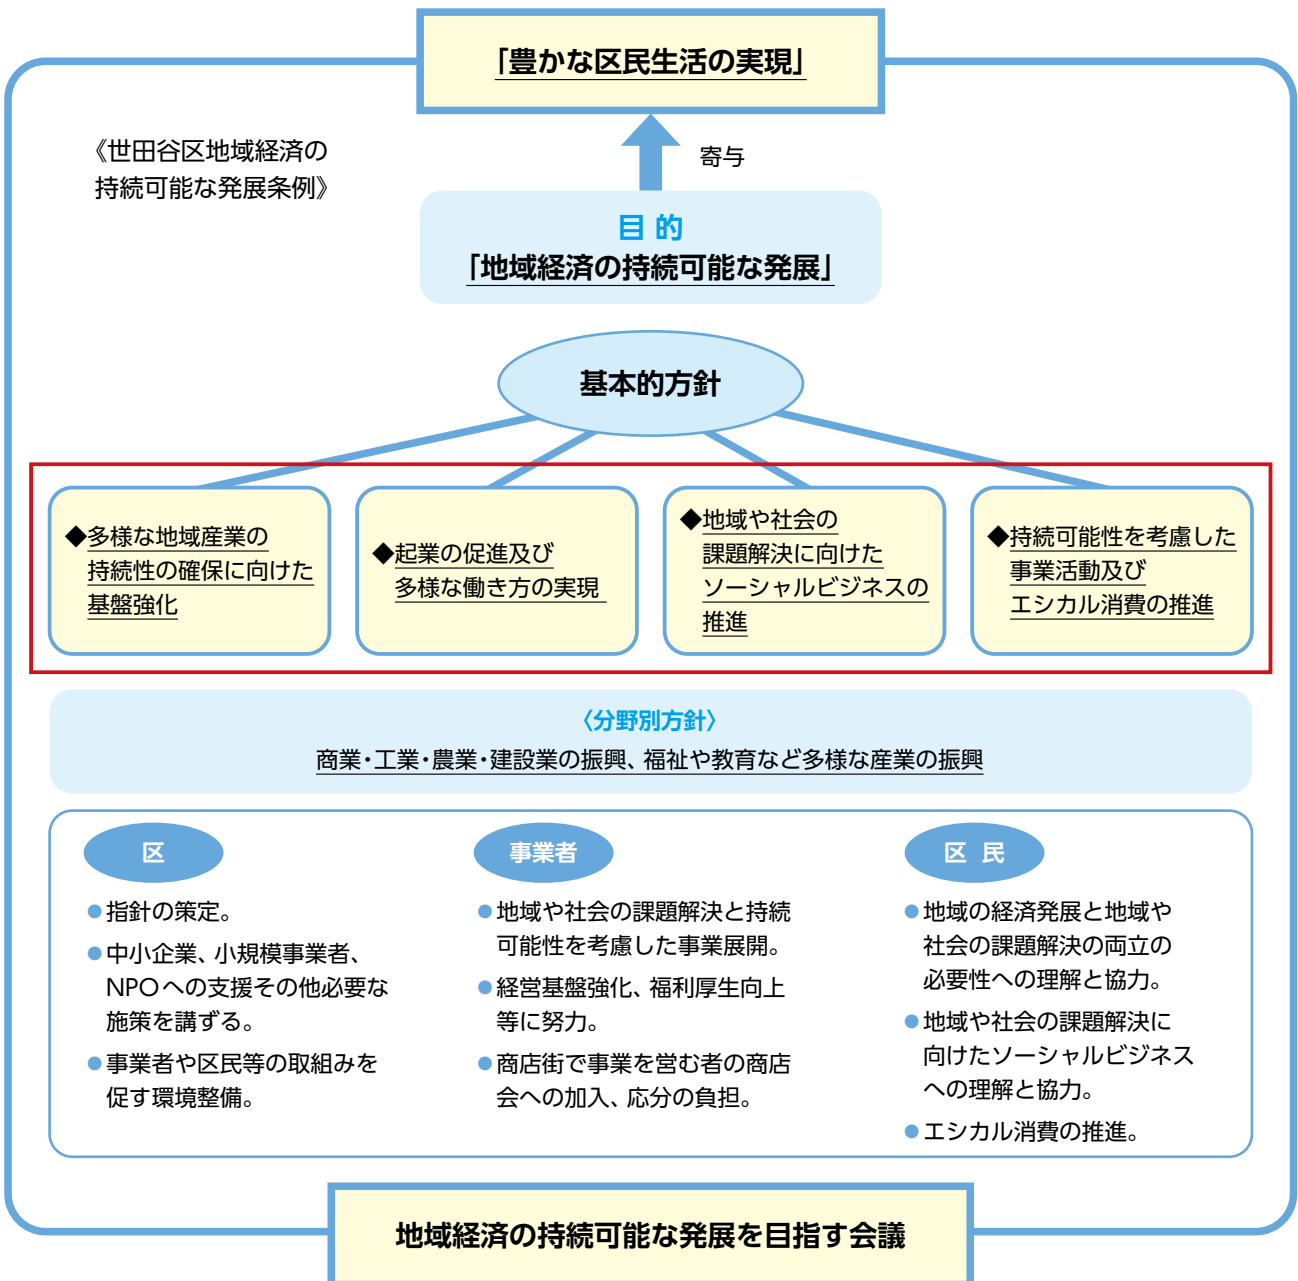 「豊かな区民生活の実現」
《世田谷区地域経済の
持続可能な発展条例》
寄与
目 的
「地域経済の持続可能な発展」
基本的方針
◆多様な地域産業の
持続性の確保に向けた
基盤強化
◆起業の促進及び
多様な働き方の実現
◆地域や社会の
課題解決に向けた
ソーシャルビジネスの
推進
◆持続可能性を考慮した
事業活動及び
エシカル消費の推進
〈分野別方針〉
商業・工業・農業・建設業の振興、福祉や教育など多様な産業の振興
区
●指針の策定。
●中小企業、小規模事業者、
NPOへの支援その他必要な
施策を講ずる。
●事業者や区民等の取組みを
促す環境整備。
事業者
●地域や社会の課題解決と持続
可能性を考慮した事業展開。
●経営基盤強化、福利厚生向上
等に努力。
●商店街で事業を営む者の商店
会への加入、応分の負担。
区 民
●地域の経済発展と地域や
社会の課題解決の両立の
必要性への理解と協力。
●地域や社会の課題解決に
向けたソーシャルビジネス
への理解と協力。
●エシカル消費の推進。
地域経済の持続可能な発展を目指す会議